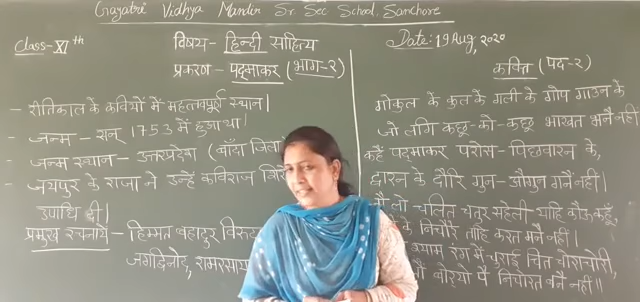 Gayatri Vidhya Mandir Sr. Sec School, Sanchore
Class-XIth
Date:-19 Aug, 2020
विषय- हिन्दी साहित्य
प्रकरण- पद्माकर (भाग-२)
- रीतिकाल के कवियों में महत्वपूर्ण स्थान।
- जन्म - सन् 1753 में हुआ था।
- जन्म स्थान - उत्तरप्रदेश (बाँदा जिला
- जयपुर के राजा ने उन्हें कविराज
उपाधि दी।
प्रमुख रचनायें - हिम्मत बहादुर
जगद्विनोद, रामरसाय
कवित्त (पद-२)
गोकुल के कुल के गली के गोप गाउन के
जो लगि कछू-को-कछू भाखत भनै नहीं
कहैं पद्माकर परोस-पिछवारन के,
द्वारन के दौरि गुन-औगुन गनैं नहीं।
लौं चलित चतुर सहेली याहि कोऊ कहूँ,
के निचोरे ताहि करत मनै नहीं।
स्याम रंग में चुराई चित चोराचोरी,
बोरयो पै निचोरत बनै नहीं॥